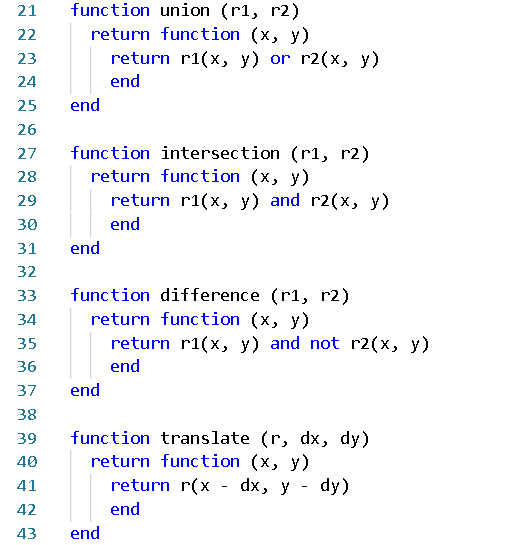 21 function union (r1, r2)
22   return function (x, y)
23     return r1(x, y) or r2(x, y)
24     end
25 end
26
27 function intersection (r1, r2)
28   return function (x, y)
29     return r1(x, y) and r2(x, y)
30     end
31 end
32
33 function difference (r1, r2)
34   return function (x, y)
35     return r1(x, y) and not r2(x, y)
36     end
37 end
38
39 function translate (r, dx, dy)
40   return function (x, y)
41     return r(x - dx, y - dy)
42     end
43 end